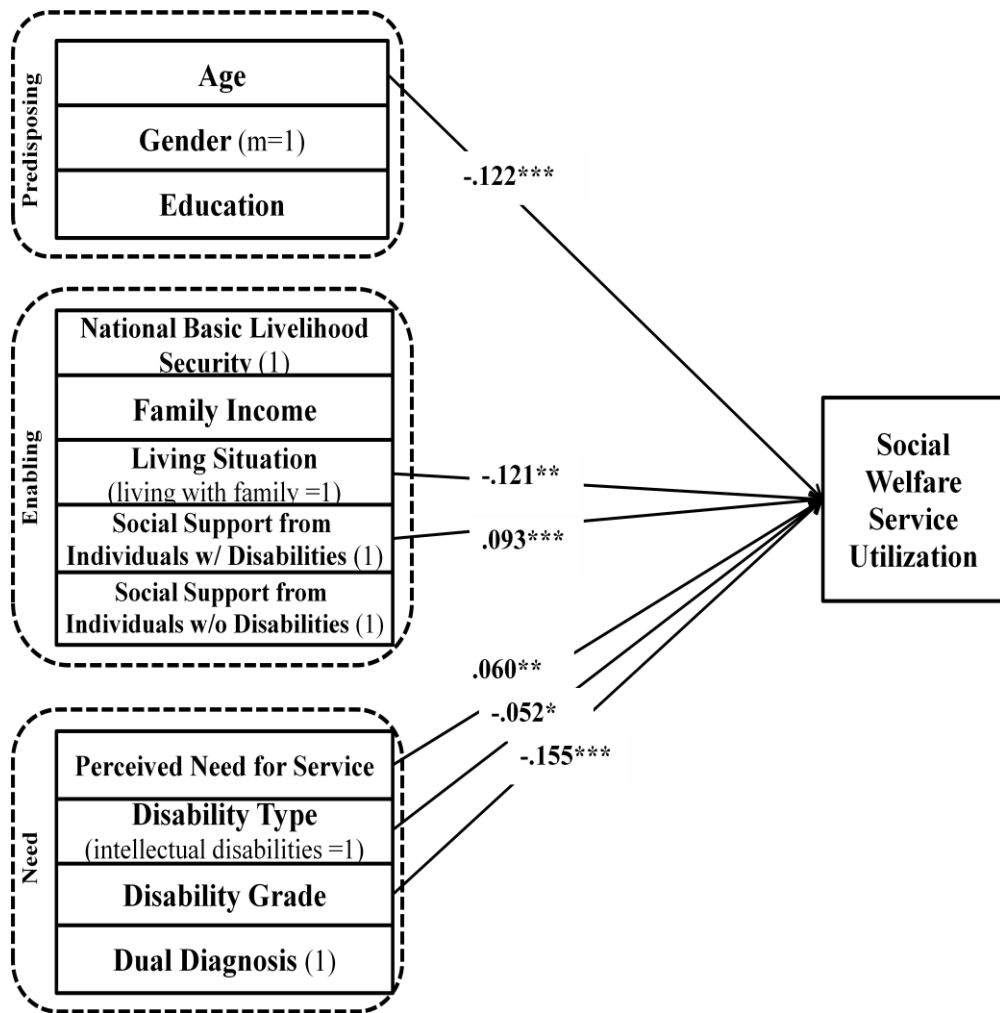 Predisposing
Age
Gender (m=1)
Education
-.122***
Enabling
National Basic Livelihood
Security (1)
Family Income
Living Situation
(living with family =1)
Social Support from
Individuals w/ Disabilities (1)
Social Support from
Individuals w/o Disabilities (1)
-.121**
.093***
Social
Welfare
Service
Utilization
Need
Perceived Need for Service
Disability Type
(intellectual disabilities =1)
Disability Grade
Dual Diagnosis (1)
.060**
-.052*
-.155***